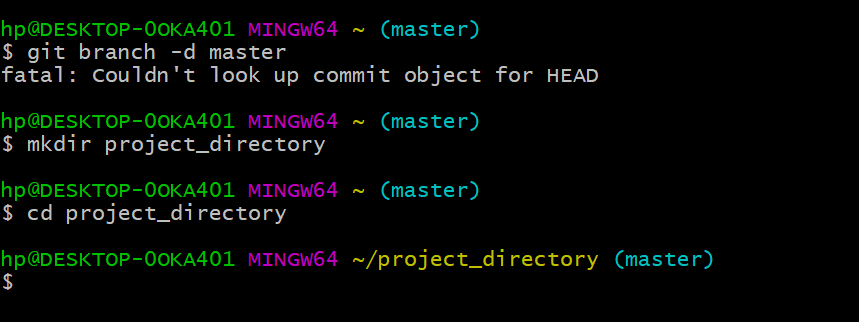 hp@DESKTOP-OOKA401 MINGW64 ~ (master)
$ git branch -d master
fatal: Couldn't look up commit object for HEAD
hp@DESKTOP-OOKA401 MINGW64 ~ (master)
$ mkdir project_directory
hp@DESKTOP-OOKA401 MINGW64 ~ (master)
$ cd project_directory
hp@DESKTOP-OOKA401 MINGW64 ~/project_directory (master)
$